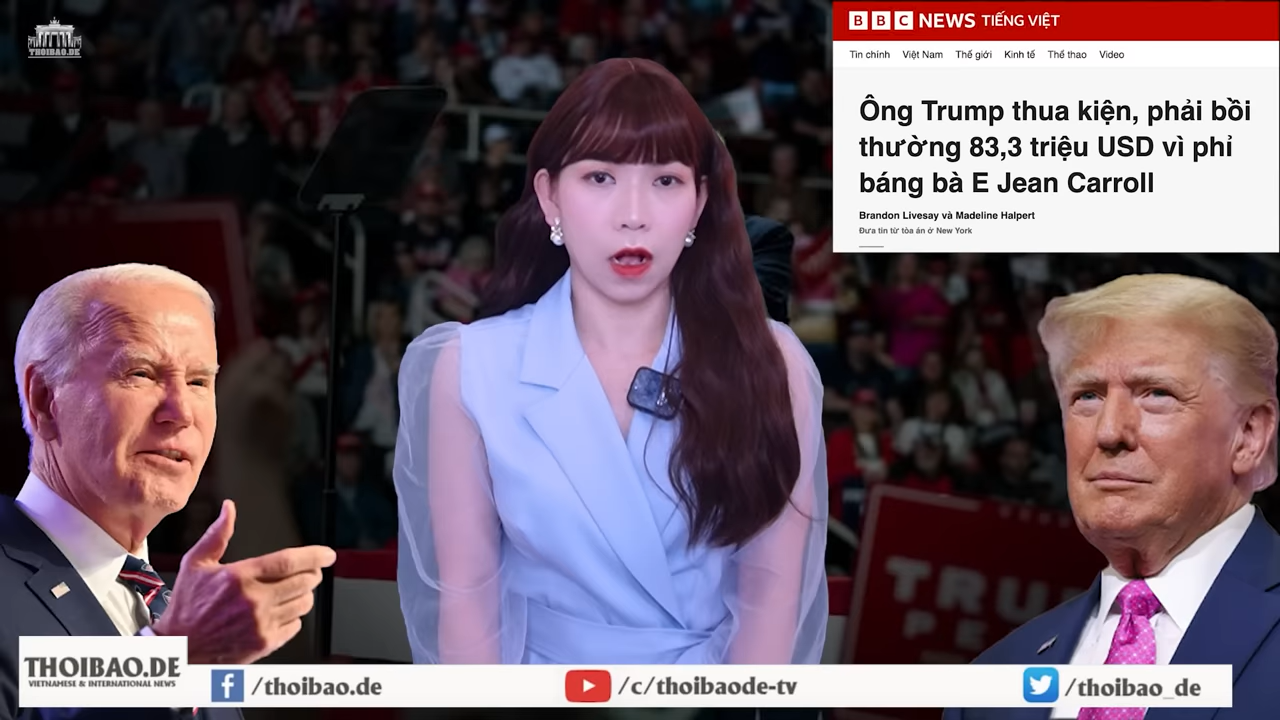 THOIBAO.DE
BBC NEWS TIẾNG VIỆT
Tin chính Việt Nam Thế giới Kinh tế Thể thao Video
Ông Trump thua kiện, phải bồi
thường 83,3 triệu USD vì phỉ
báng bà E Jean Carroll
Brandon Livesay và Madeline Halpert
Đưa tin từ tòa án ở New York
TRU
PE
THOIBAO.DE
VIETNAMESE & INTERNATIONAL NEWS
/thoibao.de
/c/thoibaode-tv
/thoibao_de